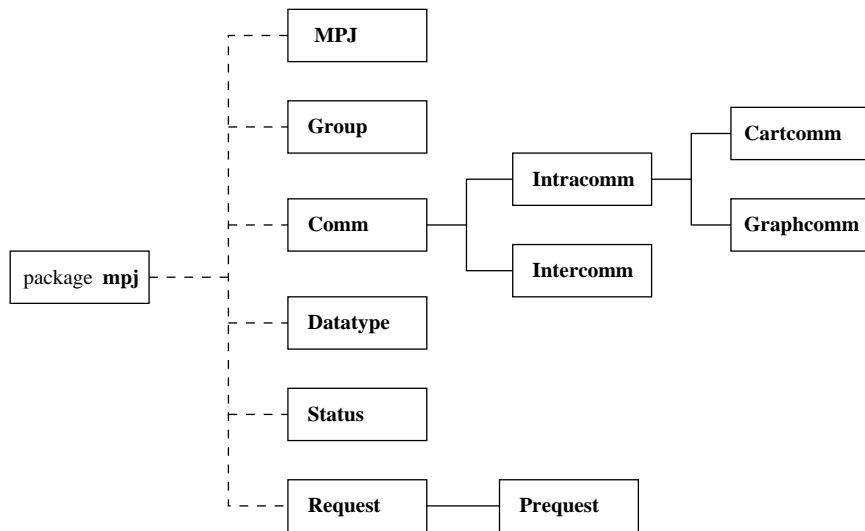 MPJ
Group
Cartcomm
Intracomm
Comm
Graphcomm
package mpj
Intercomm
Datatype
Status
Request
Prequest